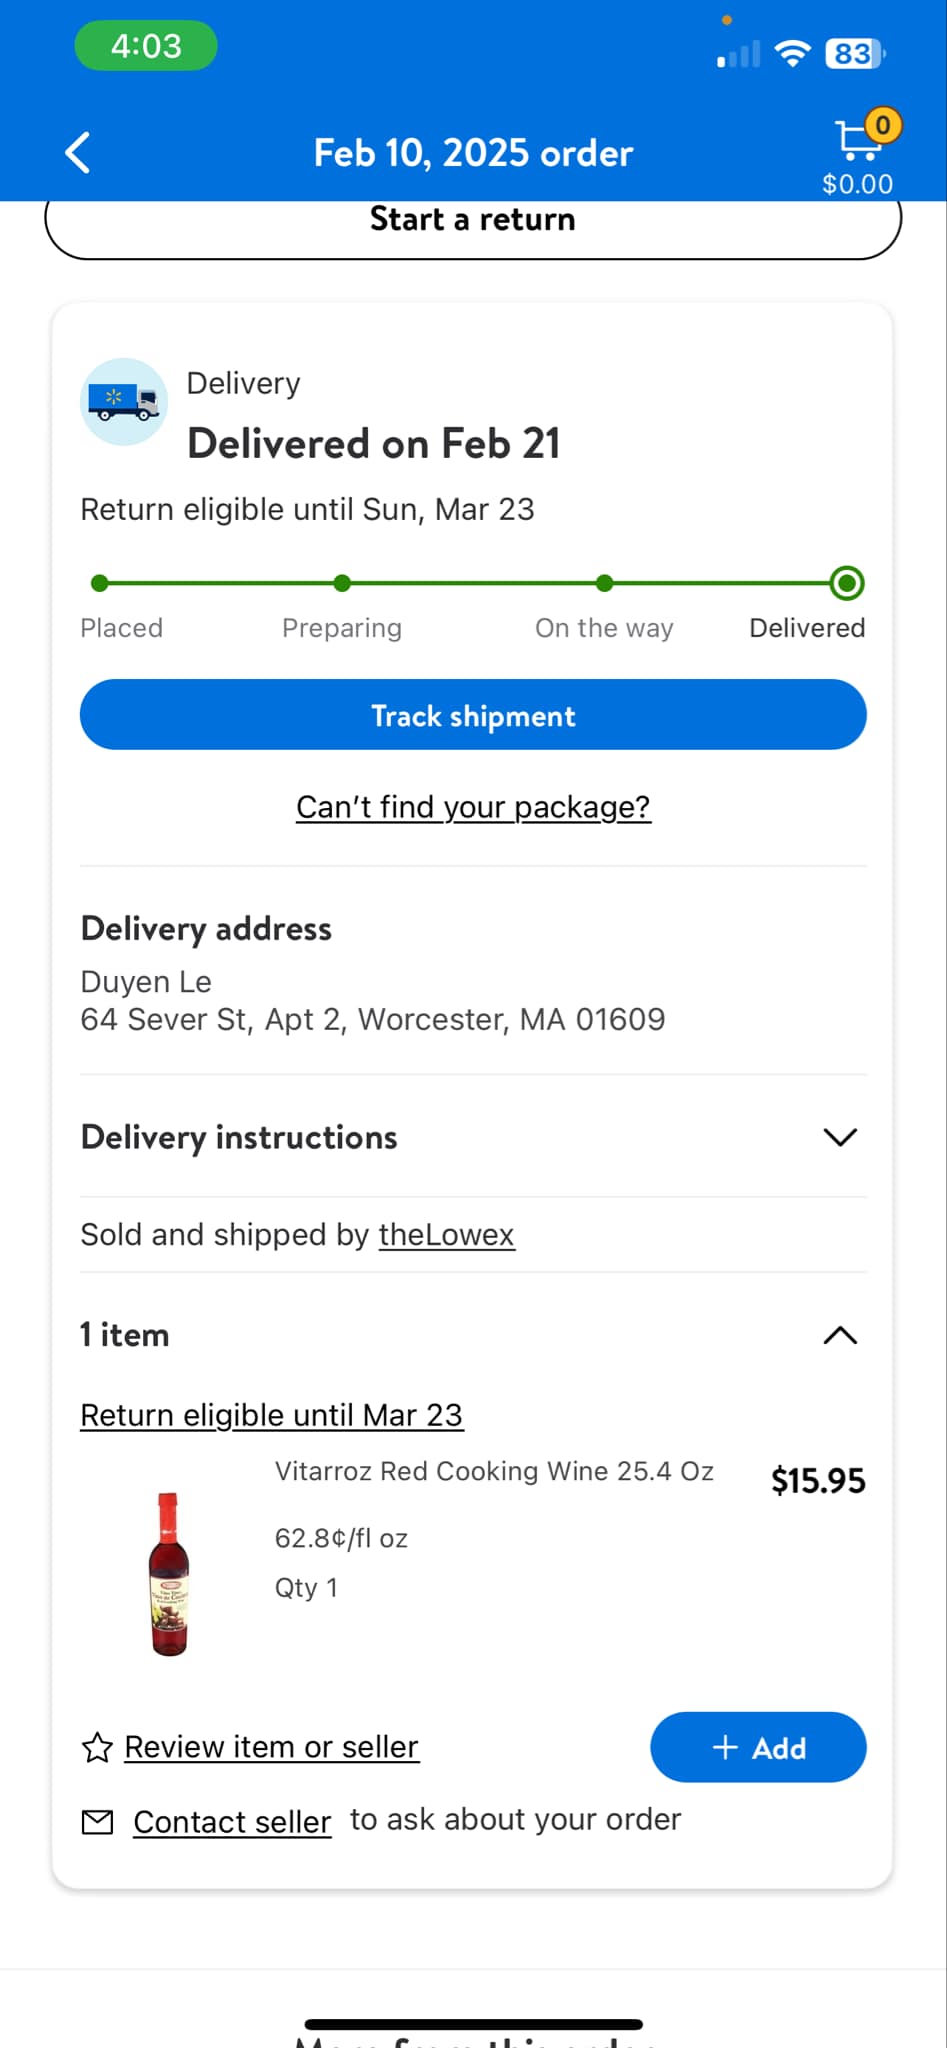 4:03
83
Feb 10, 2025 order
0
$0.00
Start a return
Delivery
Delivered on Feb 21
Return eligible until Sun, Mar 23
Placed Preparing On the way Delivered
Track shipment
Can't find your package?
Delivery address
Duyen Le
64 Sever St, Apt 2, Worcester, MA 01609
Delivery instructions
Sold and shipped by theLowex
1 item
Return eligible until Mar 23
Vitarroz Red Cooking Wine 25.4 Oz $15.95
62.8¢/fl oz
Qty 1
Review item or seller
+ Add
Contact seller to ask about your order
More from this order